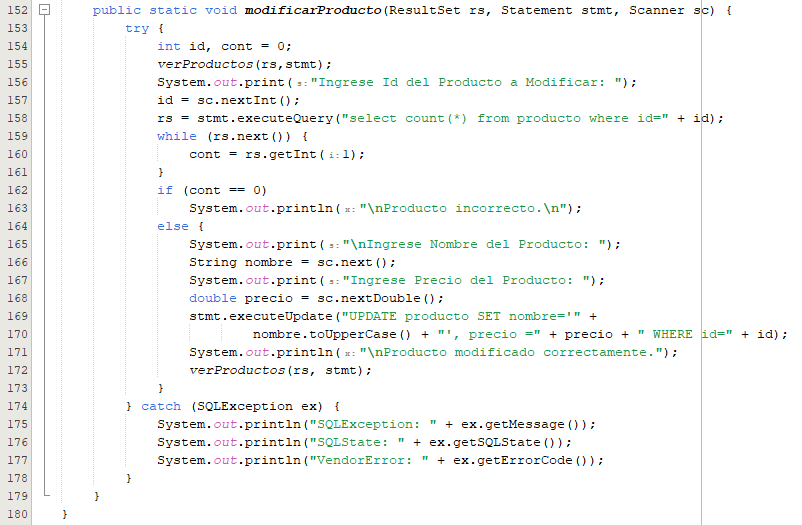 152 public static void modificarProducto(ResultSet rs, Statement stmt, Scanner sc) {
153 try {
154 int id, cont = 0;
155 verProductos(rs,stmt);
156 System.out.print(s:"Ingrese Id del Producto a Modificar: ");
157 id = sc.nextInt();
158 rs = stmt.executeQuery("select count(*) from producto where id=" + id);
159 while (rs.next()) {
160 cont = rs.getInt(i:1);
161 }
162 if (cont == 0)
163 System.out.println(x:"\nProducto incorrecto.\n");
164 else {
165 System.out.print(s:"\nIngrese Nombre del Producto: ");
166 String nombre = sc.next();
167 System.out.print(s:"Ingrese Precio del Producto: ");
168 double precio = sc.nextDouble();
169 stmt.executeUpdate("UPDATE producto SET nombre='" +
170 nombre.toUpperCase() + "', precio =" + precio + " WHERE id=" + id);
171 System.out.println(x:"\nProducto modificado correctamente.");
172 verProductos(rs, stmt);
173 }
174 } catch (SQLException ex) {
175 System.out.println("SQLException: " + ex.getMessage());
176 System.out.println("SQLState: " + ex.getSQLState());
177 System.out.println("VendorError: " + ex.getErrorCode());
178 }
179 }
180 }